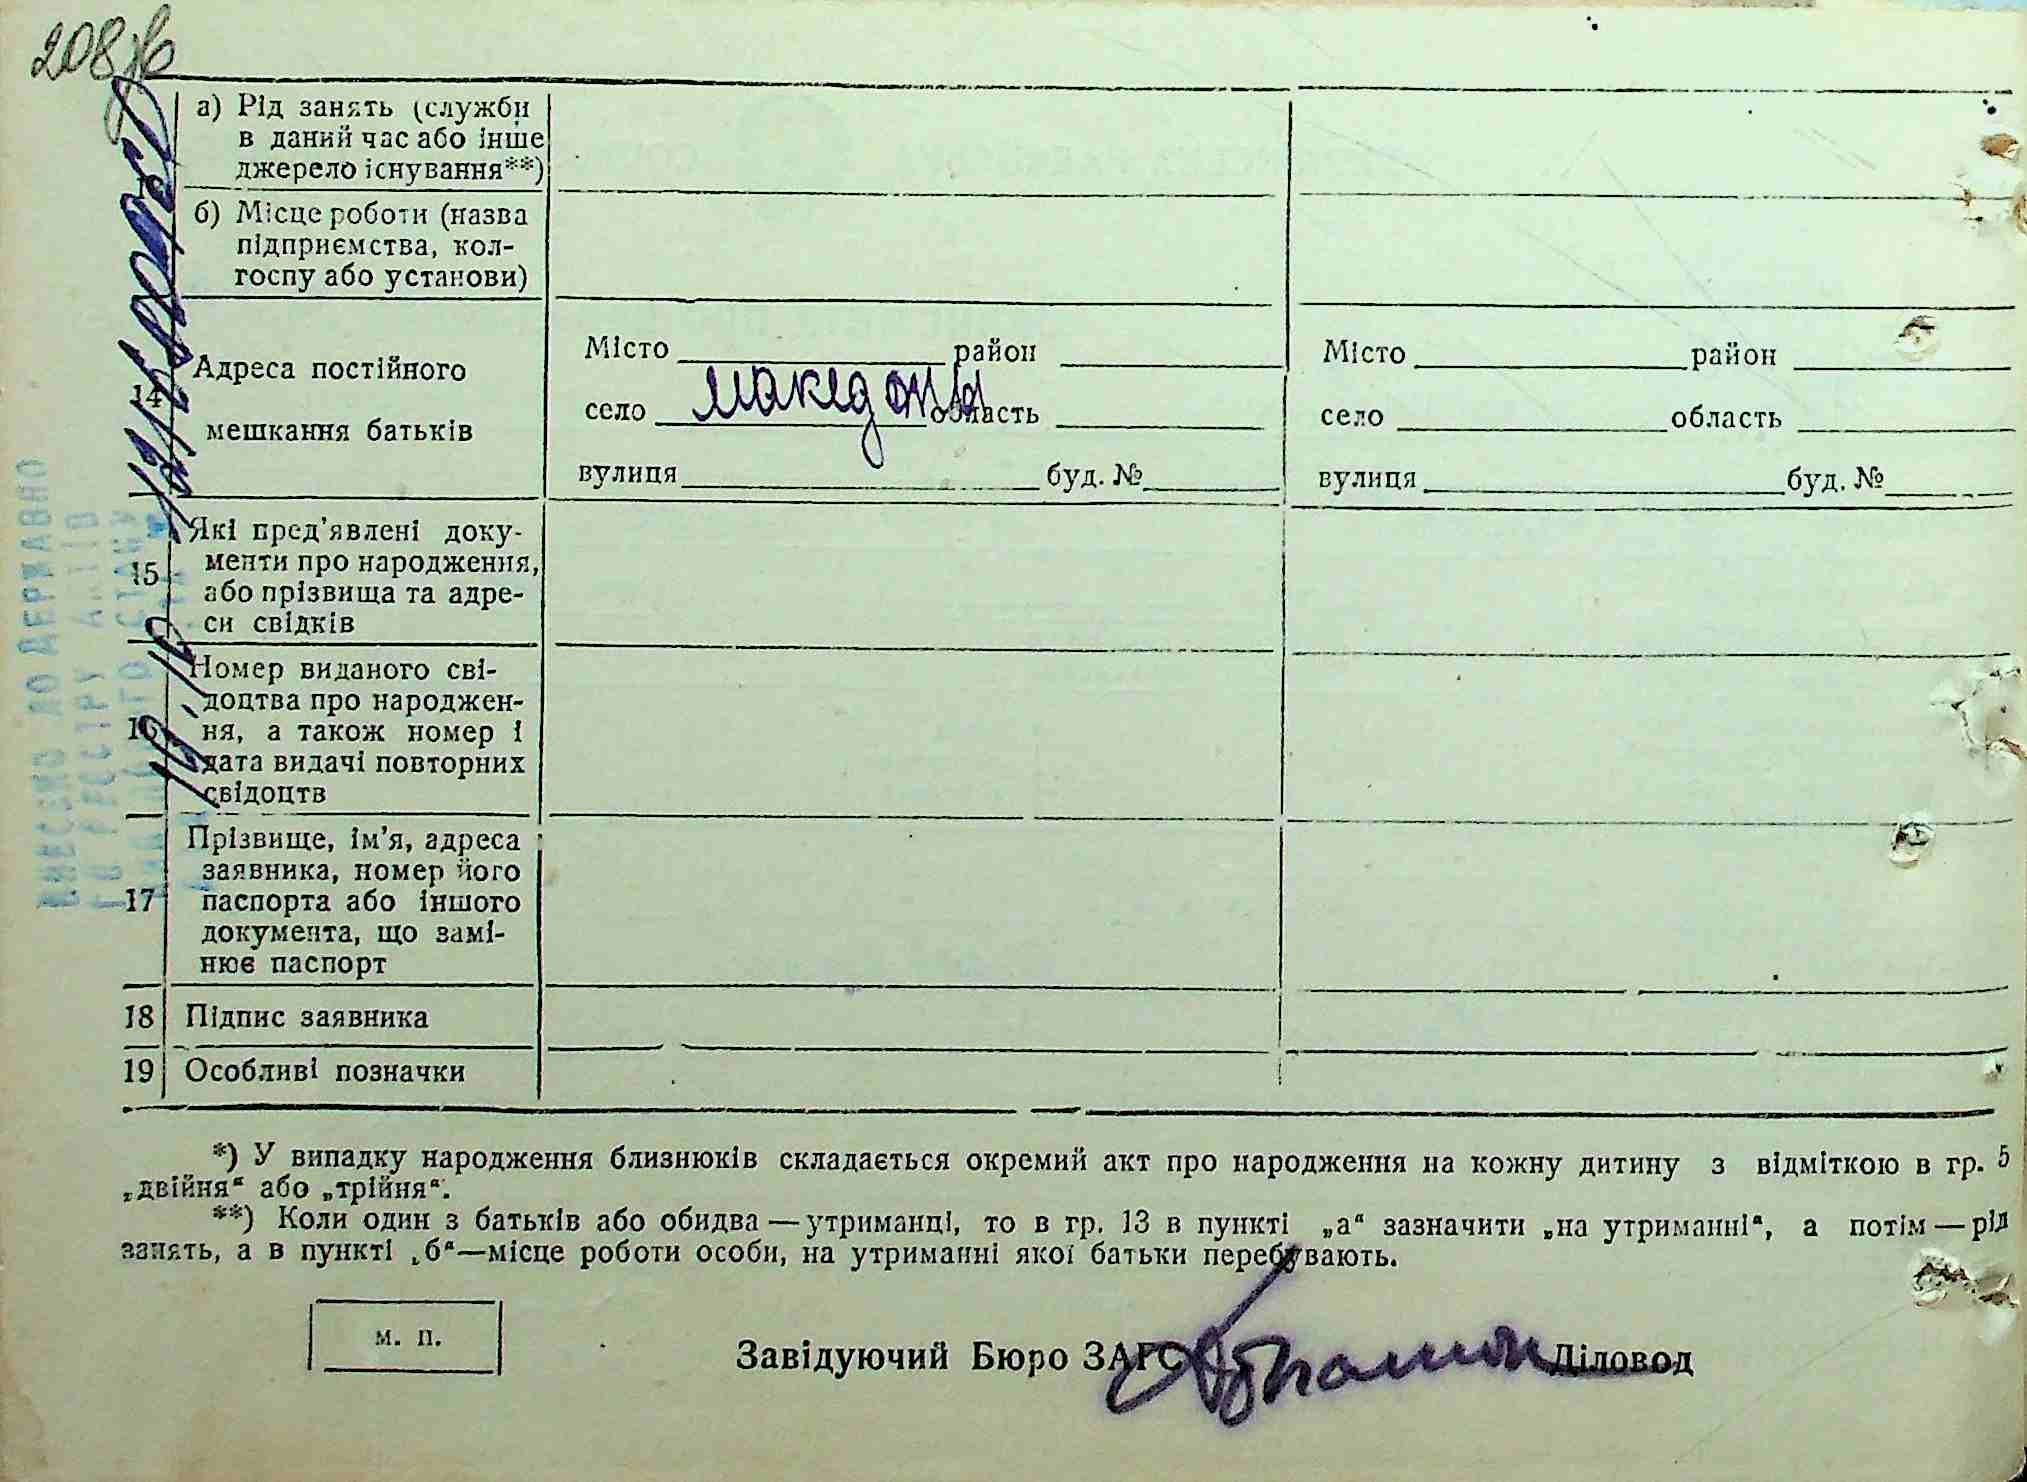 208
а) Рід занять (служби
в даний час або інше
джерело існування**)
б) Місце роботи (назва
підприємства, кол-
госпу або установи)
14 Адреса постійного
мешкання батьків
Місто район
село македони область
вулиця буд. №
Місто район
село область
вулиця буд. №
15 Які пред'явлені доку-
менти про народження,
або прізвища та адре-
си свідків
16 Номер виданого сві-
доцтва про народжен-
ня, а також номер і
дата видачі повторних
свідоцтв
17 Прізвище, ім'я, адреса
заявника, номер його
паспорта або іншого
документа, що замі-
нює паспорт
18 Підпис заявника
19 Особливі позначки
ВНЕСЕНО ДО ДЕРЖАВНО
ГО РЕЄСТРУ АКТІВ
*) У випадку народження близнюків складається окремий акт про народження на кожну дитину з відміткою в гр. 5
„двійня“ або „трійня“.
**) Коли один з батьків або обидва — утриманці, то в гр. 13 в пункті „а“ зазначити „на утриманні“, а потім — рід
занять, а в пункті „б“—місце роботи особи, на утриманні якої батьки перебувають.
м. п.
Завідуючий Бюро ЗАГС Діловод